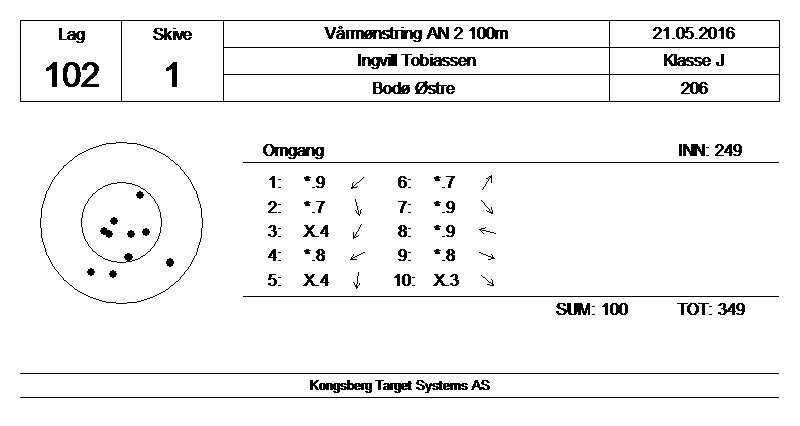 Lag Skive Vårmønstring AN 2 100m 21.05.2016
102 1 Ingvill Tobiassen Klasse J
Bodø Østre 206
Omgang INN: 249
1: *.9 6: *.7
2: *.7 7: *.9
3: X.4 8: *.9
4: *.8 9: *.8
5: X.4 10: X.3
SUM: 100 TOT: 349
Kongsberg Target Systems AS